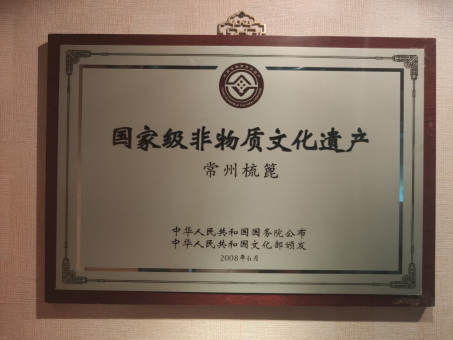 国家级非物质文化遗产
常州梳篦
中华人民共和国国务院公布
中华人民共和国文化部颁发
2008年6月